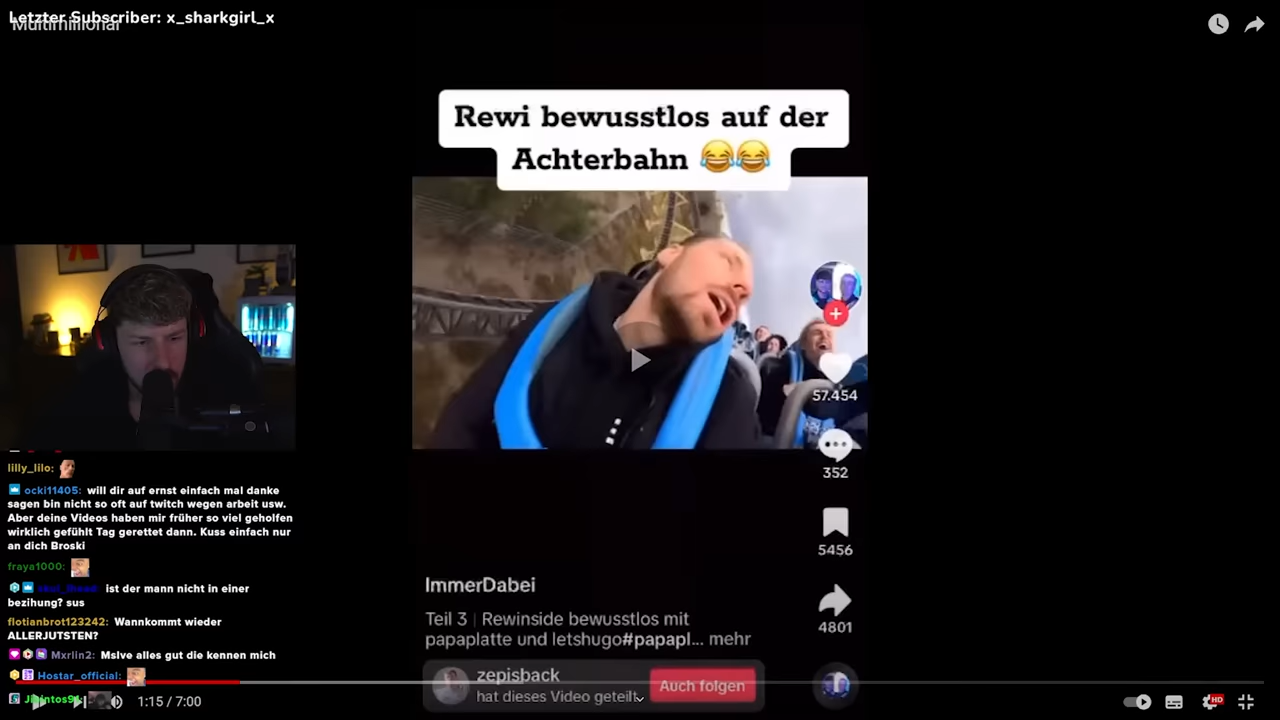 Letzter Subscriber: x_sharkgirl_x
Multimillionär
Rewi bewusstlos auf der
Achterbahn 😂😂
57.454
352
5456
4801
lilly_lilo:
ocki11405: will dir auf ernst einfach mal danke
sagen bin nicht so oft auf twitch wegen arbeit usw.
Aber deine Videos haben mir früher so viel geholfen
wirklich gefühlt Tag gerettet dann. Kuss einfach nur
an dich Broski
fraya1000:
ist der mann nicht in einer
bezihung? sus
flotianbrot123242: Wannkommt wieder
ALLERJUTSTEN?
Mxrlin2: Mslve alles gut die kennen mich
Hostar_official:
ImmerDabei
Teil 3 | Rewinside bewusstlos mit
papaplatte und letshugo#papapl... mehr
zepisback
hat dieses Video geteilt
Auch folgen
1:15 / 7:00
HD